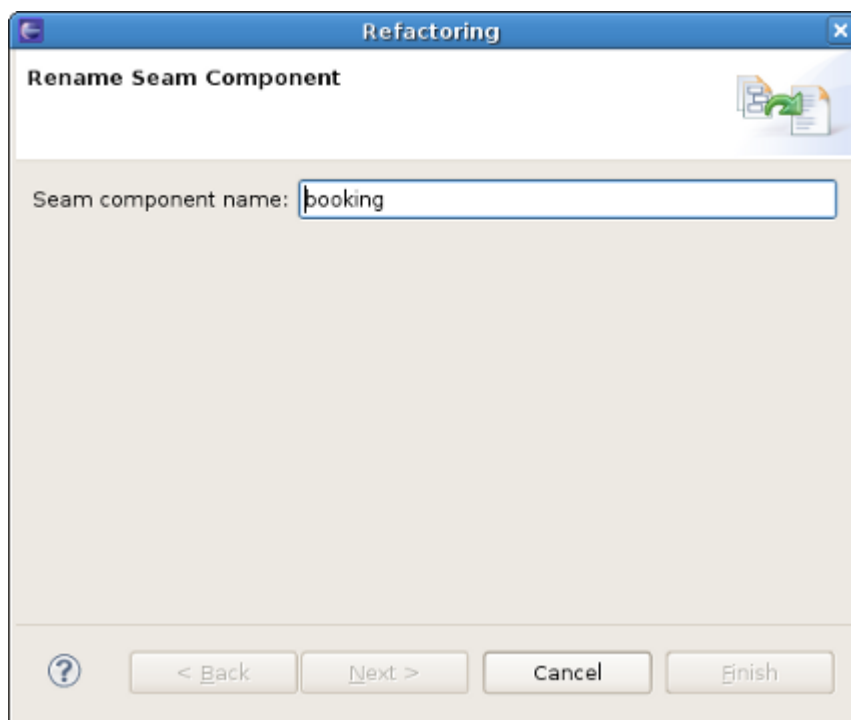 Refactoring
Rename Seam Component
Seam component name: booking
? < Back Next > Cancel Finish